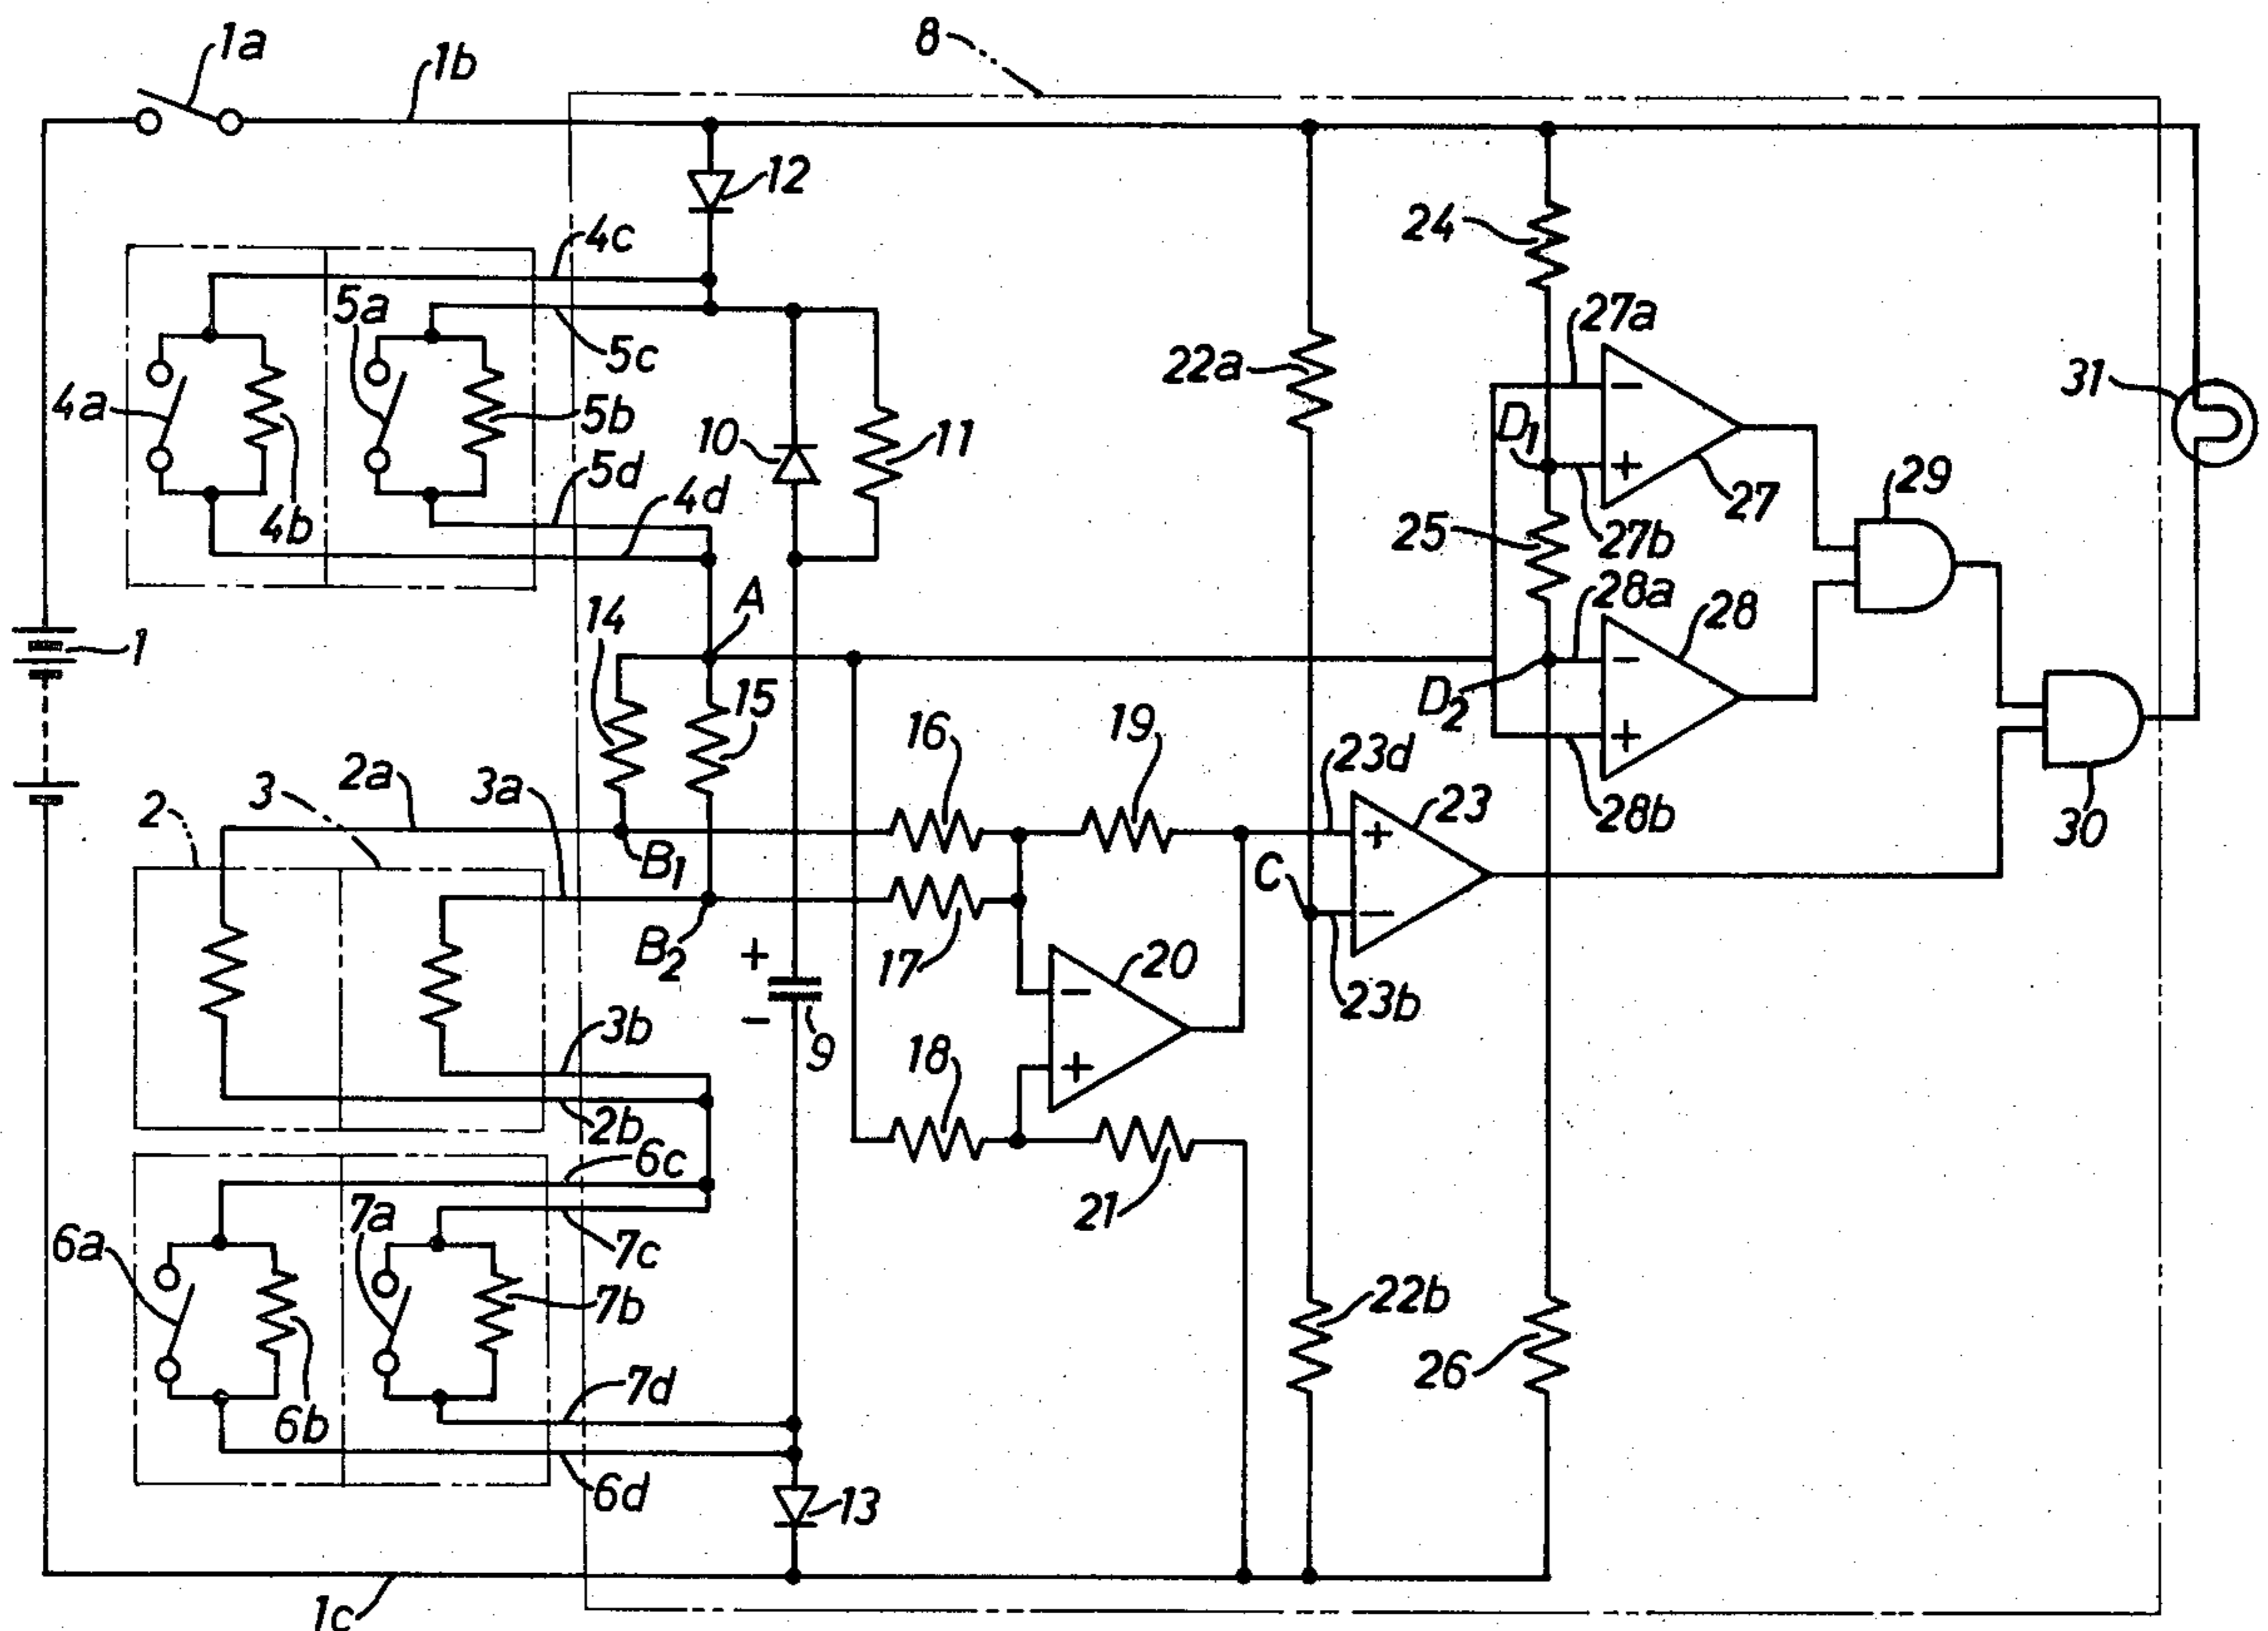 1a
1b
8
12
4c
24
5a
5c
27a
22a
31
4a
5b
10
11
D1
5d
4d
27
29
4b
25
27b
28a
28
14
A
1
15
D2
16
19
23d
2a
3a
2
3
23
28b
30
B1
C
B2
+
17
20
23b
3b
−
9
18
2b
6c
7a
21
6a
7c
22b
7b
26
7d
6b
6d
13
1c
−
+
−
+
+
−
−
+